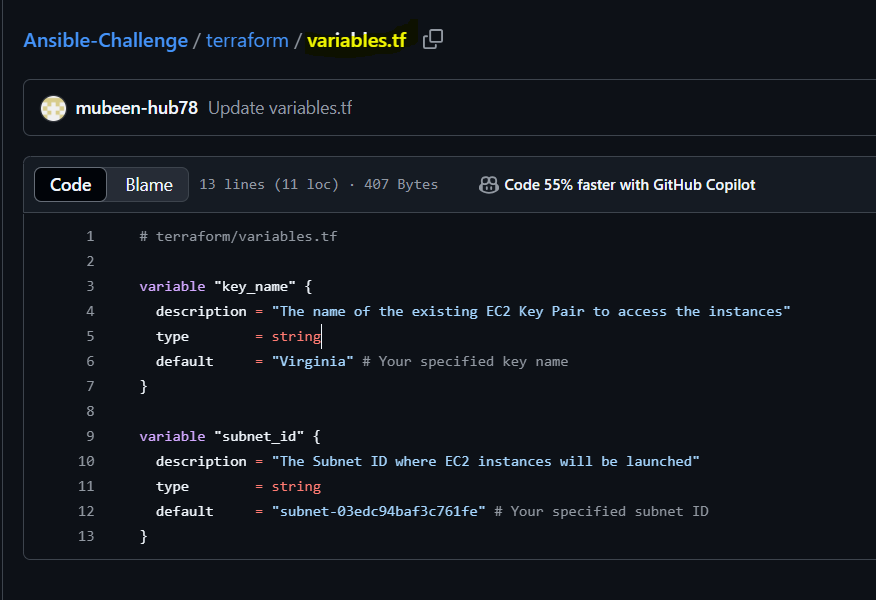 Ansible-Challenge / terraform / variables.tf
mubeen-hub78 Update variables.tf
Code Blame 13 lines (11 loc) · 407 Bytes Code 55% faster with GitHub Copilot
1 # terraform/variables.tf
2
3 variable "key_name" {
4   description = "The name of the existing EC2 Key Pair to access the instances"
5   type        = string
6   default     = "Virginia" # Your specified key name
7 }
8
9 variable "subnet_id" {
10   description = "The Subnet ID where EC2 instances will be launched"
11   type        = string
12   default     = "subnet-03edc94baf3c761fe" # Your specified subnet ID
13 }